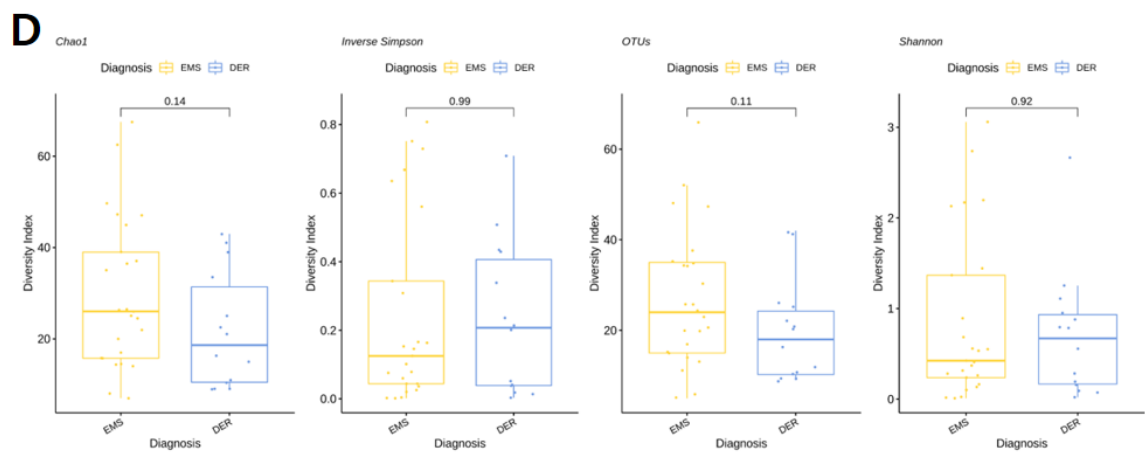 D
Chao1
Diagnosis EMS DER
0.14
60
40
20
Diversity Index
EMS
DER
Diagnosis
Inverse Simpson
Diagnosis EMS DER
0.99
0.8
0.6
0.4
0.2
0.0
Diversity Index
EMS
DER
Diagnosis
OTUs
Diagnosis EMS DER
0.11
60
40
20
Diversity Index
EMS
DER
Diagnosis
Shannon
Diagnosis EMS DER
0.92
3
2
1
0
Diversity Index
EMS
DER
Diagnosis